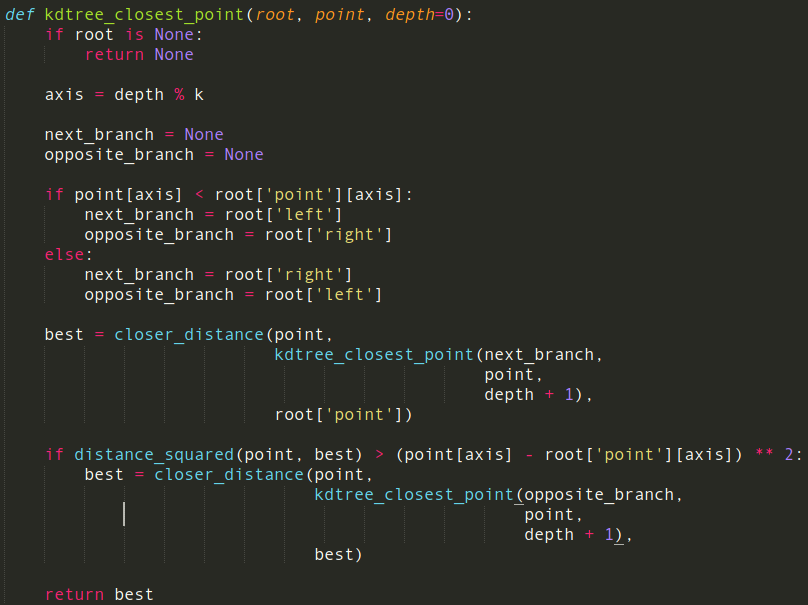 def kdtree_closest_point(root, point, depth=0):
    if root is None:
        return None

    axis = depth % k

    next_branch = None
    opposite_branch = None

    if point[axis] < root['point'][axis]:
        next_branch = root['left']
        opposite_branch = root['right']
    else:
        next_branch = root['right']
        opposite_branch = root['left']

    best = closer_distance(point,
                           kdtree_closest_point(next_branch,
                                                point,
                                                depth + 1),
                           root['point'])

    if distance_squared(point, best) > (point[axis] - root['point'][axis]) ** 2:
        best = closer_distance(point,
                               kdtree_closest_point(opposite_branch,
                                                    point,
                                                    depth + 1),
                               best)

    return best